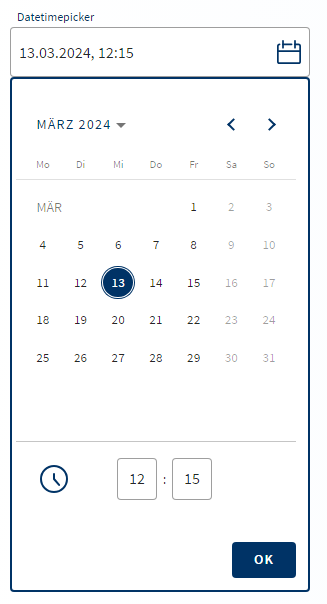 Datetimepicker
13.03.2024, 12:15
MÄRZ 2024
Mo Di Mi Do Fr Sa So
MÄR 1 2 3
4 5 6 7 8 9 10
11 12 13 14 15 16 17
18 19 20 21 22 23 24
25 26 27 28 29 30 31
12 : 15
OK